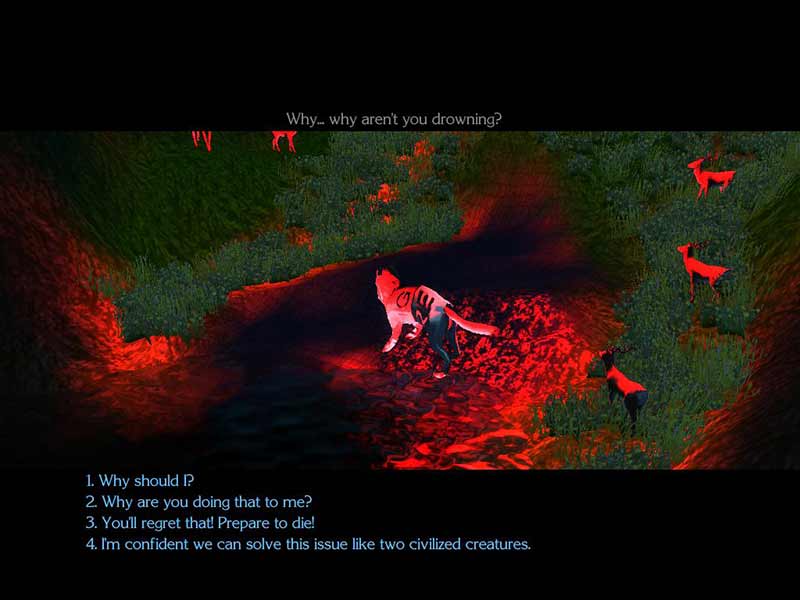 Why... why aren't you drowning?
1. Why should I?
2. Why are you doing that to me?
3. You'll regret that! Prepare to die!
4. I'm confident we can solve this issue like two civilized creatures.